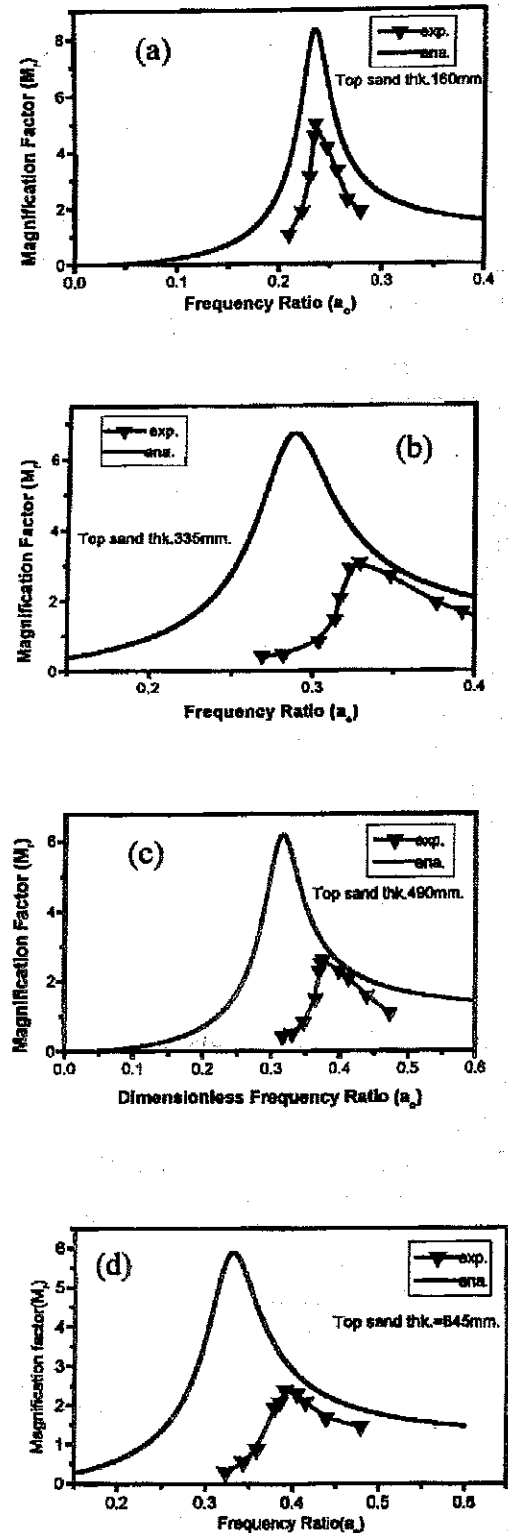 (a)
exp.
ana.
Top sand thk.160mm.
Magnification Factor (Mr)
8
6
4
2
0
0.0 0.1 0.2 0.3 0.4
Frequency Ratio (ao)
(b)
exp.
ana.
Top sand thk.335mm.
Magnification Factor (Mr)
6
4
2
0
0.2 0.3 0.4
Frequency Ratio (ao)
(c)
exp.
ana.
Top sand thk.490mm.
Magnification Factor (Mr)
6
4
2
0
0.0 0.1 0.2 0.3 0.4 0.5 0.6
Dimensionless Frequency Ratio (ao)
(d)
exp.
ana.
Top sand thk.=645mm.
Magnification factor(Mr)
6
5
4
3
2
1
0
0.2 0.3 0.4 0.5 0.6
Frequency Ratio(ao)